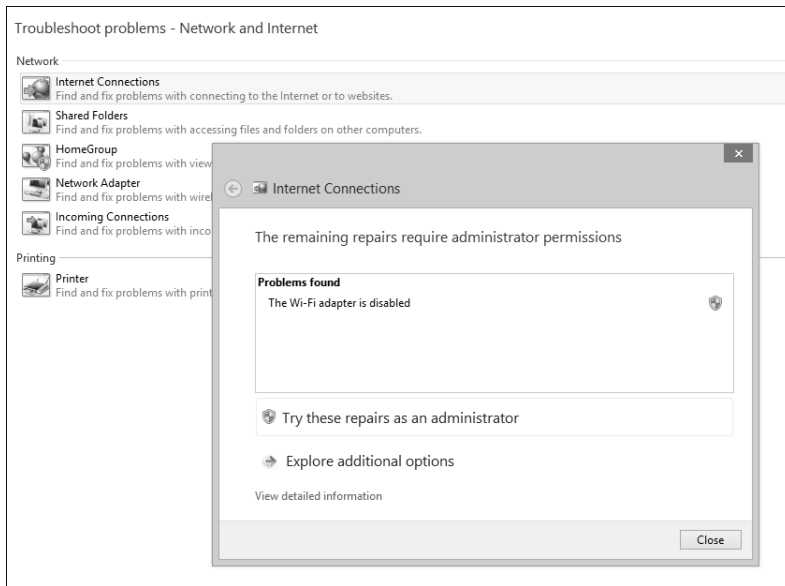 Troubleshoot problems - Network and Internet
Network
Internet Connections
Find and fix problems with connecting to the Internet or to websites.
Shared Folders
Find and fix problems with accessing files and folders on other computers.
HomeGroup
Find and fix problems with view
Network Adapter
Find and fix problems with wirel
Incoming Connections
Find and fix problems with inco
Printing
Printer
Find and fix problems with print
Internet Connections
The remaining repairs require administrator permissions
Problems found
The Wi-Fi adapter is disabled
Try these repairs as an administrator
Explore additional options
View detailed information
Close